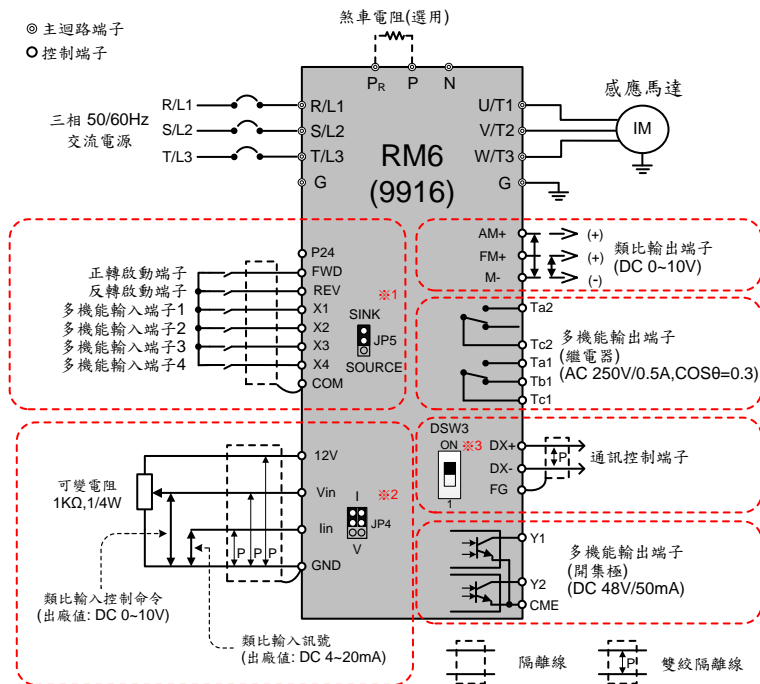 ◎ 主迴路端子
○ 控制端子
煞車電阻(選用)
PR P N
三相 50/60Hz
交流電源
R/L1
S/L2
T/L3
R/L1
S/L2
T/L3
G
RM6
(9916)
U/T1
V/T2
W/T3
G
感應馬達
IM
正轉啟動端子
反轉啟動端子
多機能輸入端子1
多機能輸入端子2
多機能輸入端子3
多機能輸入端子4
P24
FWD
REV
X1
X2
X3
X4
COM
※1
SINK
JP5
SOURCE
AM+
FM+
M-
(+)
(+)
(-)
類比輸出端子
(DC 0~10V)
Ta2
Tc2
Ta1
Tb1
Tc1
多機能輸出端子
(繼電器)
(AC 250V/0.5A,COSθ=0.3)
可變電阻
1KΩ,1/4W
12V
Vin
Iin
GND
P P P
I
※2
JP4
V
類比輸入控制命令
(出廠值: DC 0~10V)
類比輸入訊號
(出廠值: DC 4~20mA)
DSW3
ON
※3
1
DX+
DX-
FG
P
通訊控制端子
Y1
Y2
CME
多機能輸出端子
(開集極)
(DC 48V/50mA)
隔離線
P
雙絞隔離線